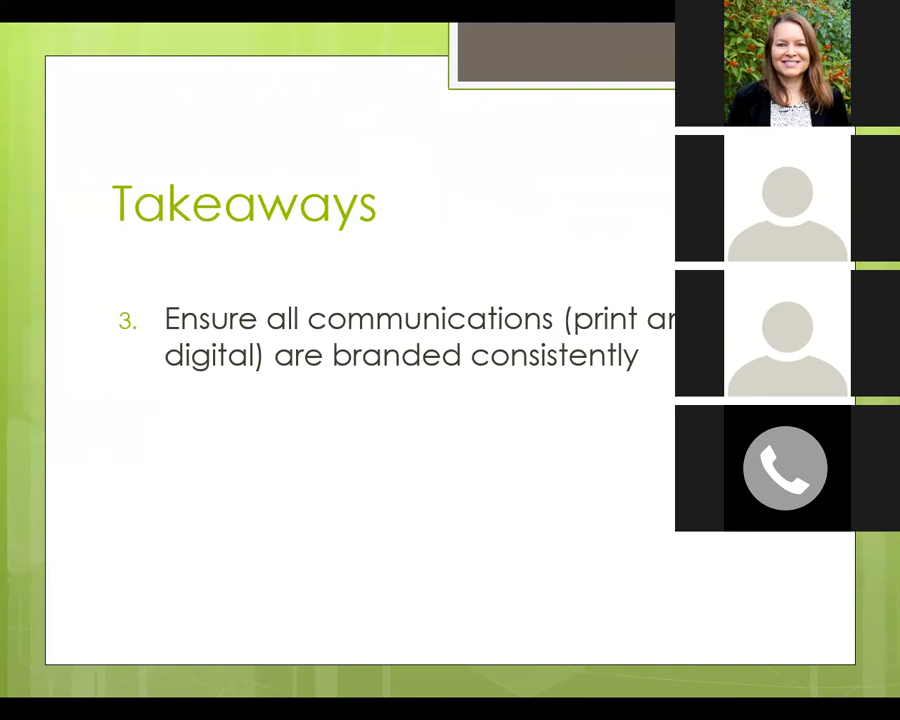 Takeaways
3. Ensure all communications (print
digital) are branded consistently